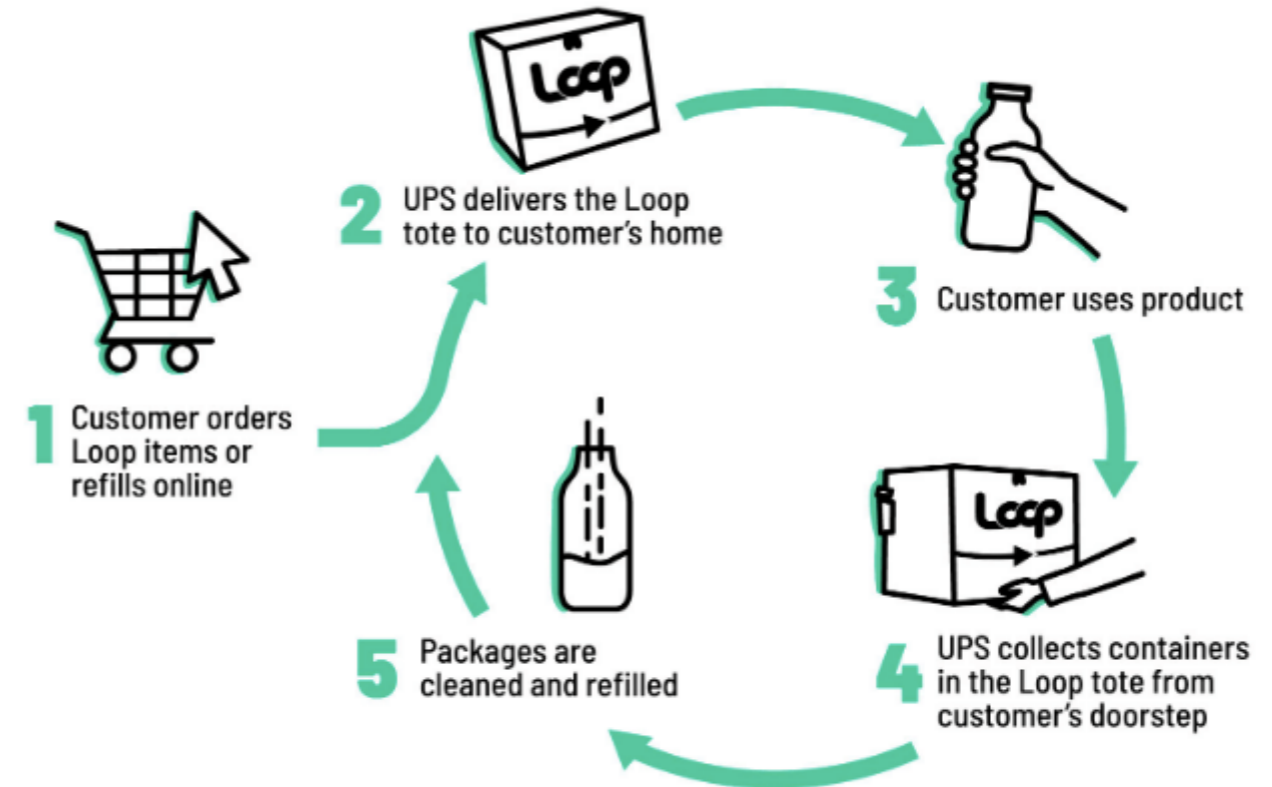 Loop
2 UPS delivers the Loop
tote to customer's home
3 Customer uses product
1 Customer orders
Loop items or
refills online
Loop
4 UPS collects containers
in the Loop tote from
customer's doorstep
5 Packages are
cleaned and refilled